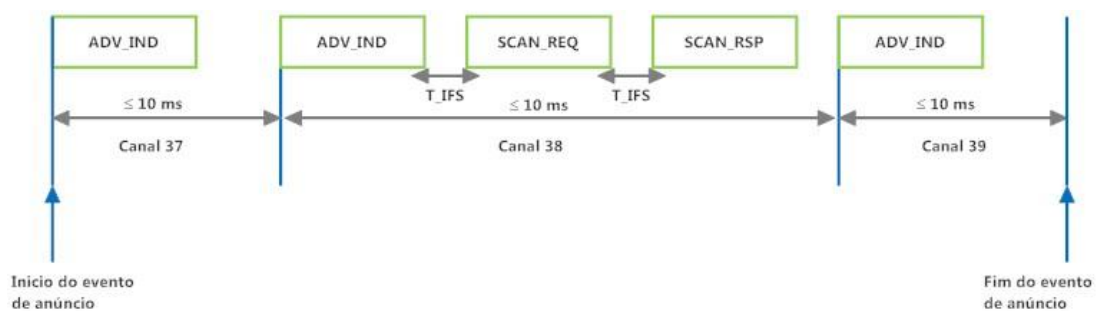 ADV_IND
ADV_IND
SCAN_REQ
SCAN_RSP
ADV_IND
T_IFS
T_IFS
≤ 10 ms
≤ 10 ms
≤ 10 ms
Canal 37
Canal 38
Canal 39
Inicio do evento
de anúncio
Fim do evento
de anúncio